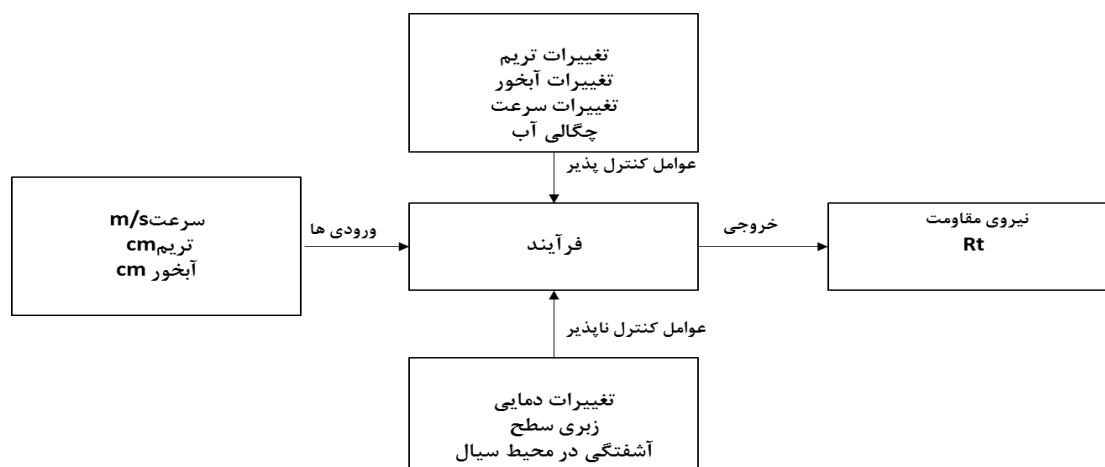 تغییرات تریم
تغییرات آبخور
تغییرات سرعت
چگالی آب
عوامل کنترل پذیر
سرعتm/s
تریمcm
آبخور cm
ورودی ها
فرآیند
خروجی
نیروی مقاومت
Rt
عوامل کنترل ناپذیر
تغییرات دمایی
زبری سطح
آشفتگی در محیط سیال